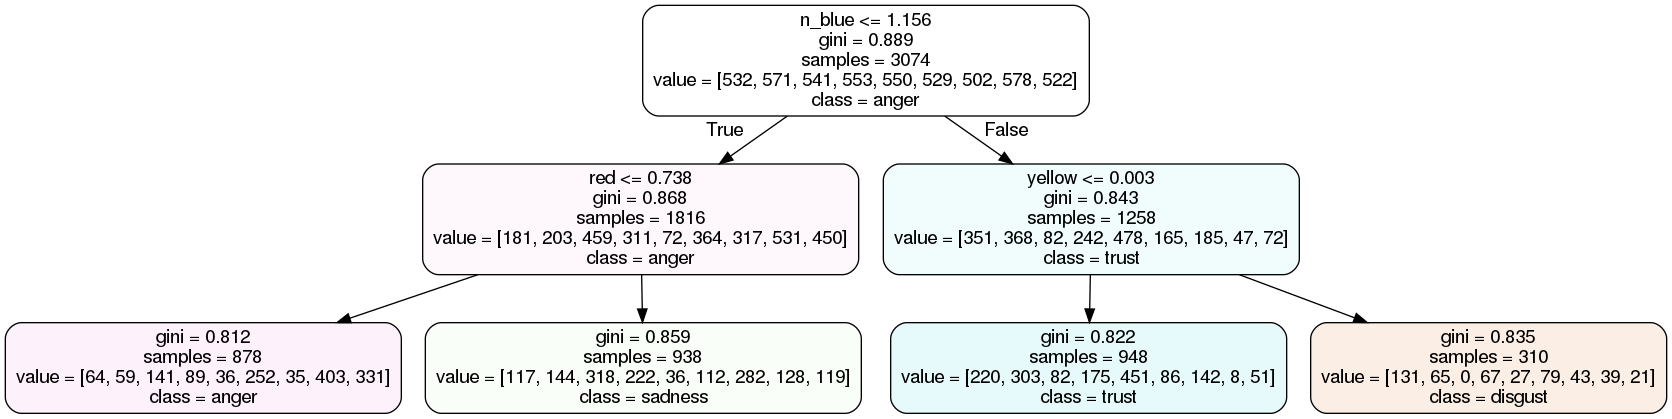 n_blue <= 1.156
gini = 0.889
samples = 3074
value = [532, 571, 541, 553, 550, 529, 502, 578, 522]
class = anger
True
False
red <= 0.738
gini = 0.868
samples = 1816
value = [181, 203, 459, 311, 72, 364, 317, 531, 450]
class = anger
yellow <= 0.003
gini = 0.843
samples = 1258
value = [351, 368, 82, 242, 478, 165, 185, 47, 72]
class = trust
gini = 0.812
samples = 878
value = [64, 59, 141, 89, 36, 252, 35, 403, 331]
class = anger
gini = 0.859
samples = 938
value = [117, 144, 318, 222, 36, 112, 282, 128, 119]
class = sadness
gini = 0.822
samples = 948
value = [220, 303, 82, 175, 451, 86, 142, 8, 51]
class = trust
gini = 0.835
samples = 310
value = [131, 65, 0, 67, 27, 79, 43, 39, 21]
class = disgust